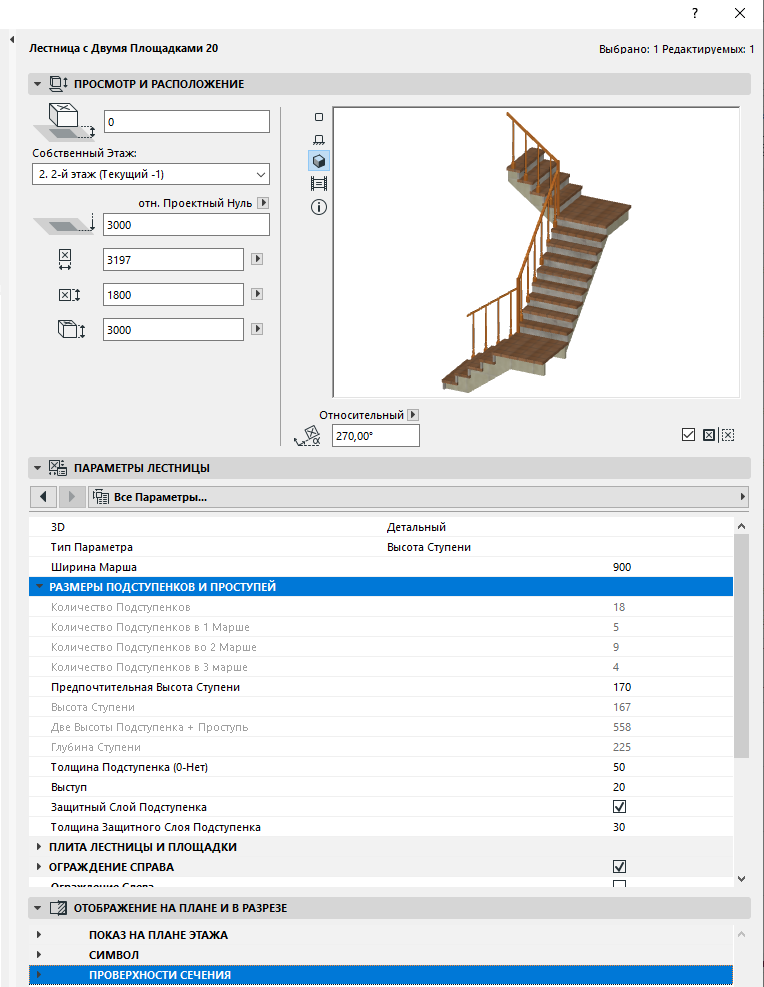 ?
Лестница с Двумя Площадками 20
Выбрано: 1 Редактируемых: 1
ПРОСМОТР И РАСПОЛОЖЕНИЕ
0
Собственный Этаж:
2. 2-й этаж (Текущий -1)
отн. Проектный Нуль
3000
3197
1800
3000
Относительный
α
270,00°
ПАРАМЕТРЫ ЛЕСТНИЦЫ
Все Параметры...
3D Детальный
Тип Параметра Высота Ступени
Ширина Марша 900
РАЗМЕРЫ ПОДСТУПЕНКОВ И ПРОСТУПЕЙ
Количество Подступенков 18
Количество Подступенков в 1 Марше 5
Количество Подступенков во 2 Марше 9
Количество Подступенков в 3 марше 4
Предпочтительная Высота Ступени 170
Высота Ступени 167
Две Высоты Подступенка + Проступь 558
Глубина Ступени 225
Толщина Подступенка (0-Нет) 50
Выступ 20
Защитный Слой Подступенка
Толщина Защитного Слоя Подступенка 30
ПЛИТА ЛЕСТНИЦЫ И ПЛОЩАДКИ
ОГРАЖДЕНИЕ СПРАВА
Ограждение Слева
ОТОБРАЖЕНИЕ НА ПЛАНЕ И В РАЗРЕЗЕ
ПОКАЗ НА ПЛАНЕ ЭТАЖА
СИМВОЛ
ПРОВЕРХНОСТИ СЕЧЕНИЯ